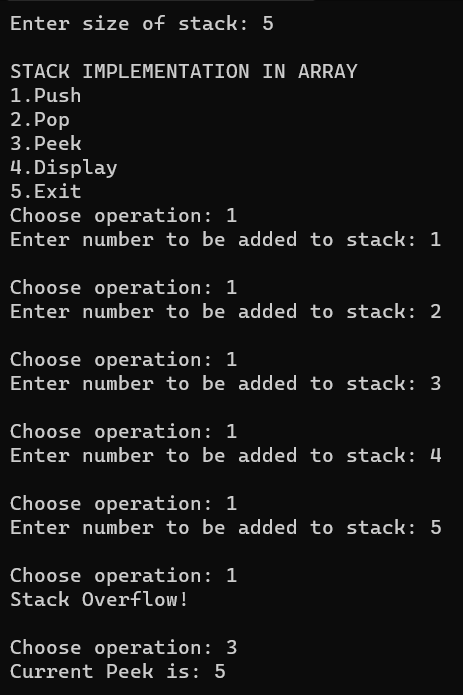 Enter size of stack: 5
STACK IMPLEMENTATION IN ARRAY
1.Push
2.Pop
3.Peek
4.Display
5.Exit
Choose operation: 1
Enter number to be added to stack: 1
Choose operation: 1
Enter number to be added to stack: 2
Choose operation: 1
Enter number to be added to stack: 3
Choose operation: 1
Enter number to be added to stack: 4
Choose operation: 1
Enter number to be added to stack: 5
Choose operation: 1
Stack Overflow!
Choose operation: 3
Current Peek is: 5